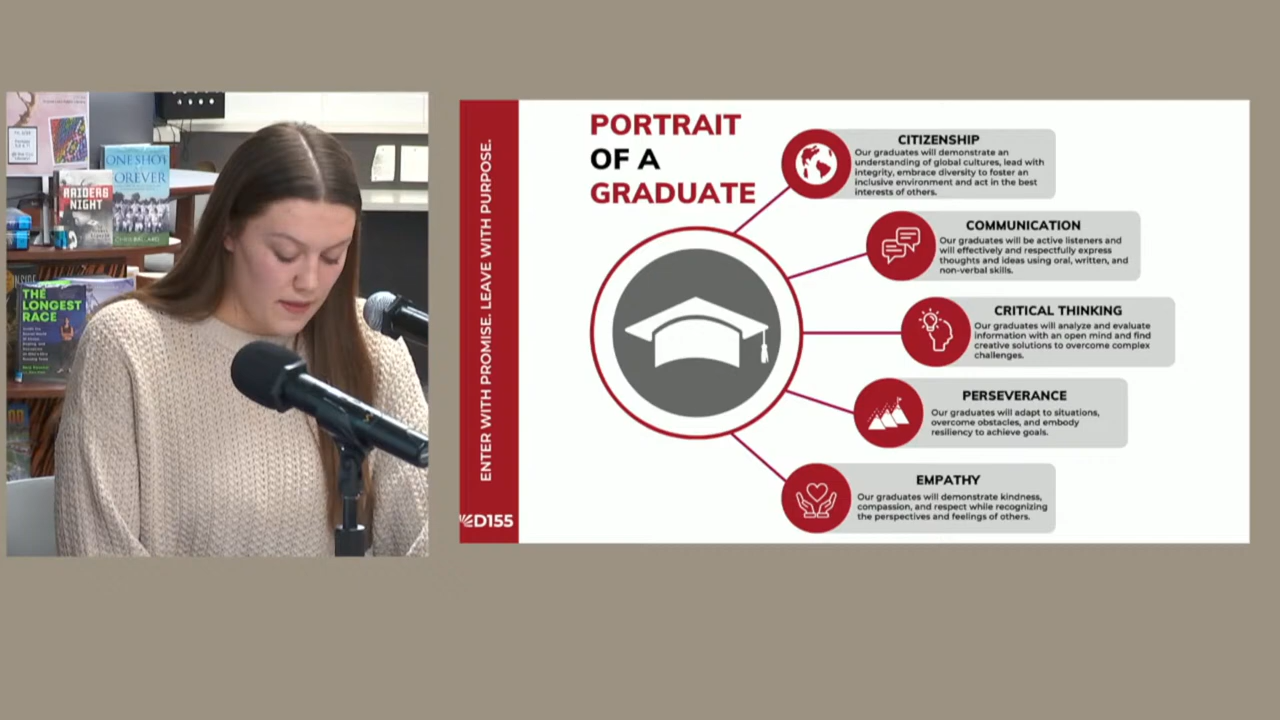 ONE SHOT
FOREVER
CHRIS BALLARD
RAIDERS
NIGHT
INSIDE
THE
LONGEST
RACE
ENTER WITH PROMISE. LEAVE WITH PURPOSE.
D155
PORTRAIT
OF A
GRADUATE
CITIZENSHIP
Our graduates will demonstrate an
understanding of global cultures, lead with
integrity, embrace diversity to foster an
inclusive environment and act in the best
interests of others.
COMMUNICATION
Our graduates will be active listeners and
will effectively and respectfully express
thoughts and ideas using oral, written, and
non-verbal skills.
CRITICAL THINKING
Our graduates will analyze and evaluate
information with an open mind and find
creative solutions to overcome complex
challenges.
PERSEVERANCE
Our graduates will adapt to situations,
overcome obstacles, and embody
resiliency to achieve goals.
EMPATHY
Our graduates will demonstrate kindness,
compassion, and respect while recognizing
the perspectives and feelings of others.